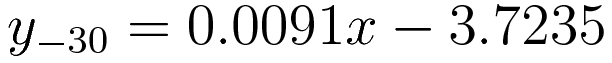 y₋₃₀ = 0.0091x − 3.7235